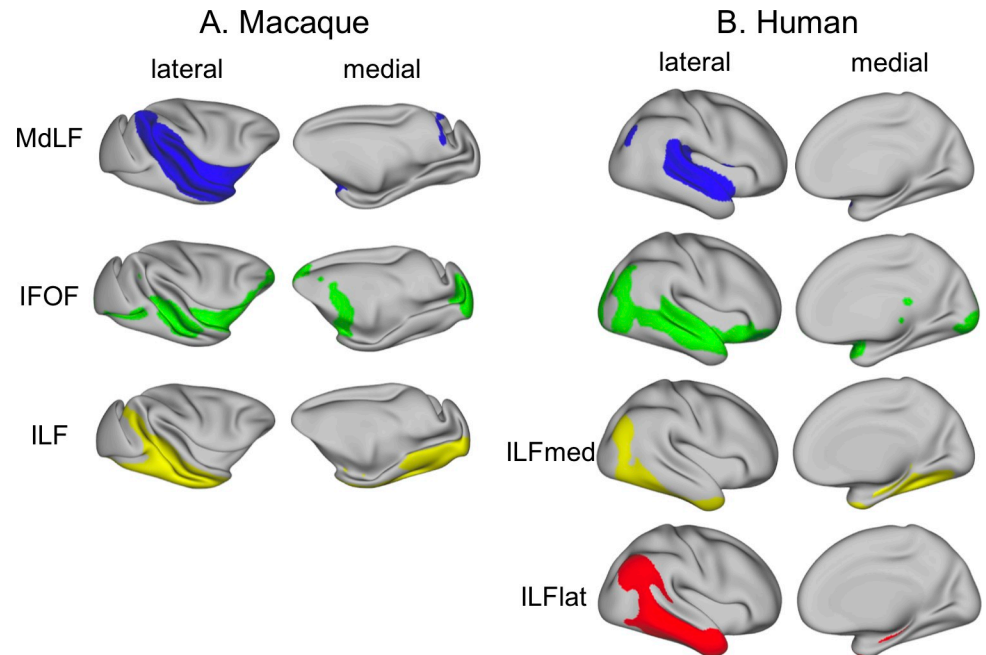 A. Macaque
B. Human
lateral
medial
lateral
medial
MdLF
IFOF
ILF
ILFmed
ILFlat